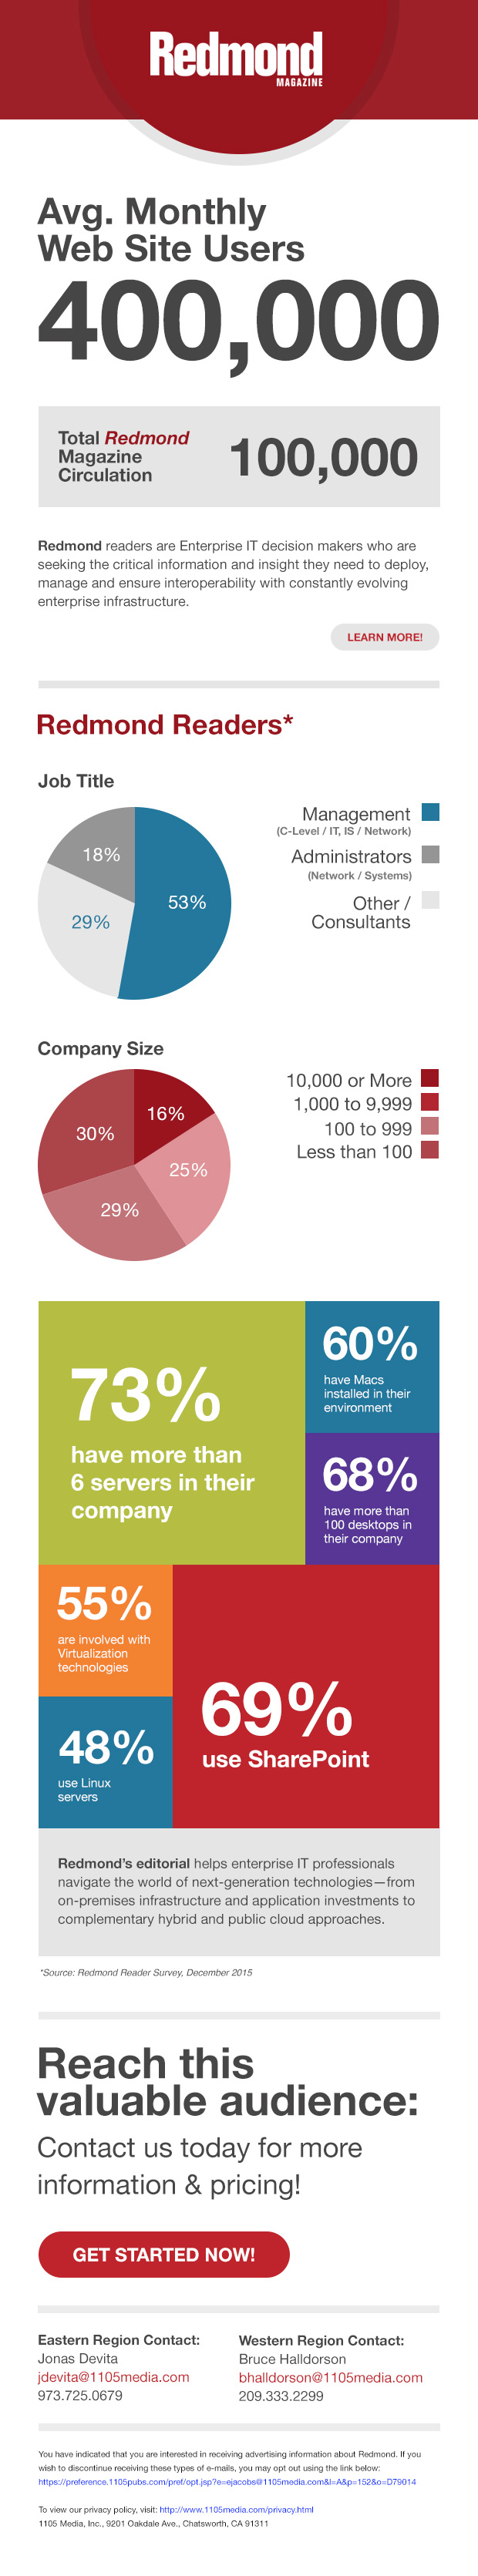 Redmond
MAGAZINE
Avg. Monthly
Web Site Users
400,000
Total Redmond
Magazine
Circulation
100,000
Redmond readers are Enterprise IT decision makers who are
seeking the critical information and insight they need to deploy,
manage and ensure interoperability with constantly evolving
enterprise infrastructure.
LEARN MORE!
Redmond Readers*
Job Title
18%
53%
29%
Management
(C-Level / IT, IS / Network)
Administrators
(Network / Systems)
Other /
Consultants
Company Size
16%
30%
25%
29%
10,000 or More
1,000 to 9,999
100 to 999
Less than 100
73%
have more than
6 servers in their
company
60%
have Macs
installed in their
environment
68%
have more than
100 desktops in
their company
55%
are involved with
Virtualization
technologies
48%
use Linux
servers
69%
use SharePoint
Redmond's editorial helps enterprise IT professionals
navigate the world of next-generation technologies—from
on-premises infrastructure and application investments to
complementary hybrid and public cloud approaches.
*Source: Redmond Reader Survey, December 2015
Reach this
valuable audience:
Contact us today for more
information & pricing!
GET STARTED NOW!
Eastern Region Contact:
Jonas Devita
jdevita@1105media.com
973.725.0679
Western Region Contact:
Bruce Halldorson
bhalldorson@1105media.com
209.333.2299
You have indicated that you are interested in receiving advertising information about Redmond. If you
wish to discontinue receiving these types of e-mails, you may opt out using the link below:
https://preference.1105pubs.com/pref/opt.jsp?e=ejacobs@1105media.com&l=A&p=152&o=D79014
To view our privacy policy, visit: http://www.1105media.com/privacy.html
1105 Media, Inc., 9201 Oakdale Ave., Chatsworth, CA 91311